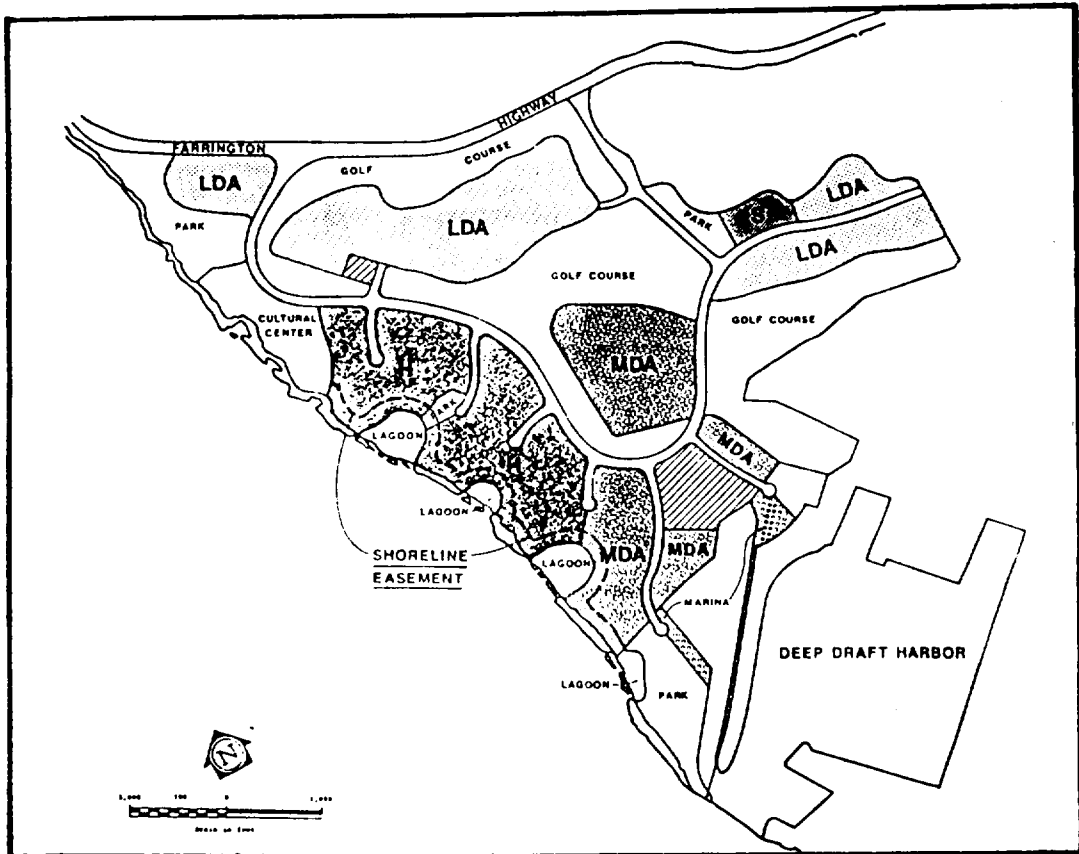 HIGHWAY
FARRINGTON
GOLF COURSE
LDA
LDA
LDA
PARK
S
PARK
LDA
GOLF COURSE
CULTURAL
CENTER
GOLF COURSE
H
MDA
PARK
LAGOON
MDA
LAGOON
SHORELINE
EASEMENT
LAGOON
MDA
MDA
MARINA
DEEP DRAFT HARBOR
LAGOON
PARK
N